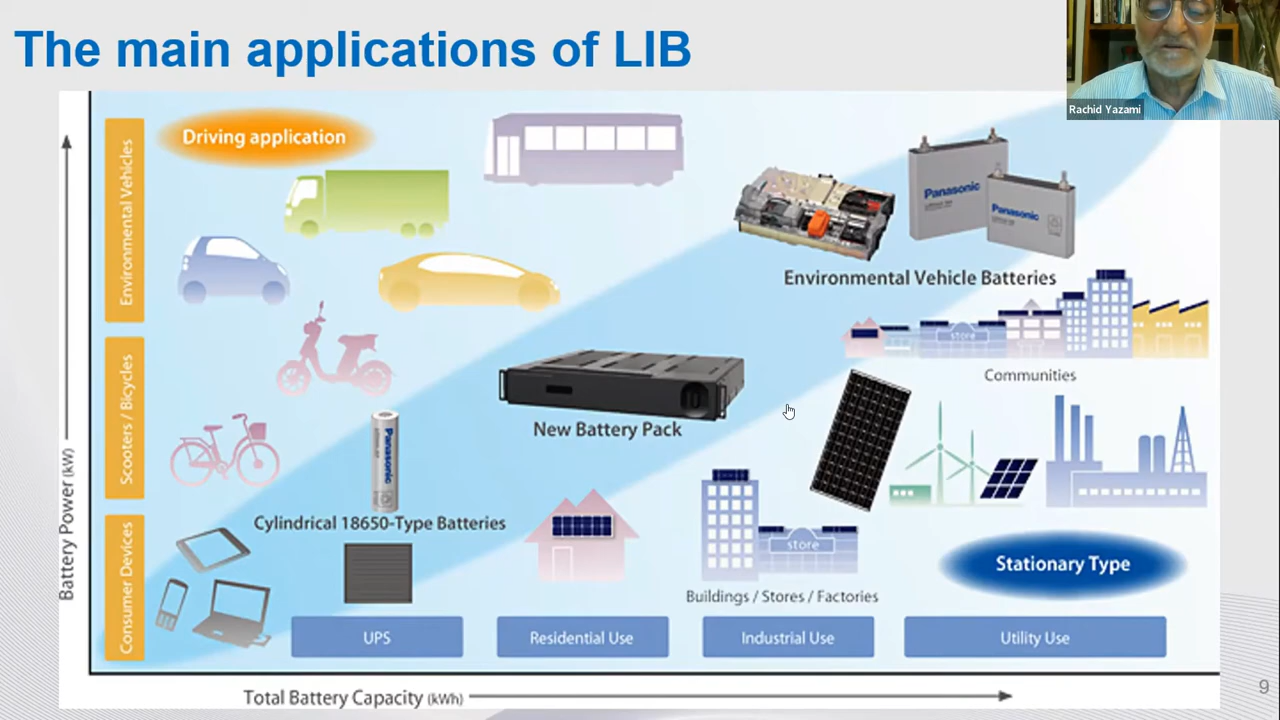 The main applications of LIB
Rachid Yazami
Driving application
Environmental Vehicles
Panasonic
Panasonic
Environmental Vehicle Batteries
store
Communities
Scooters / Bicycles
Panasonic
New Battery Pack
Cylindrical 18650-Type Batteries
Battery Power (kW)
Consumer Devices
store
Stationary Type
Buildings / Stores / Factories
UPS
Residential Use
Industrial Use
Utility Use
Total Battery Capacity (kWh)
9